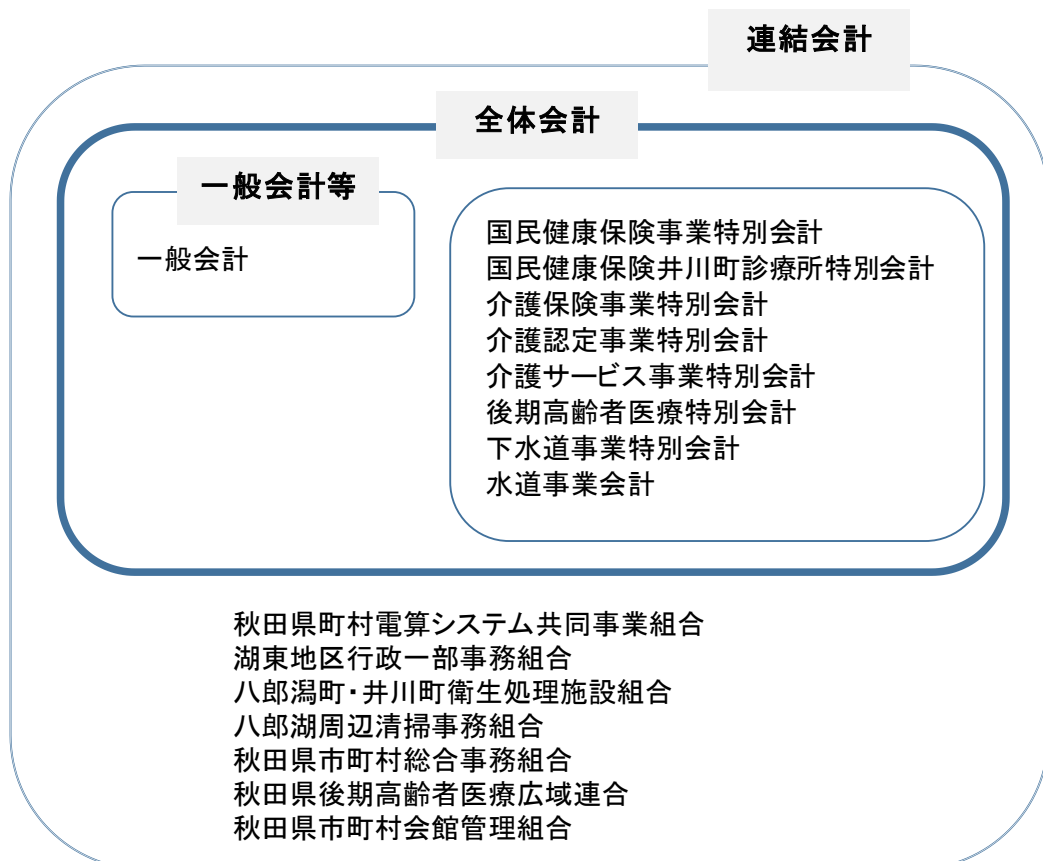 連結会計
全体会計
一般会計等
一般会計
国民健康保険事業特別会計
国民健康保険井川町診療所特別会計
介護保険事業特別会計
介護認定事業特別会計
介護サービス事業特別会計
後期高齢者医療特別会計
下水道事業特別会計
水道事業会計
秋田県町村電算システム共同事業組合
湖東地区行政一部事務組合
八郎潟町・井川町衛生処理施設組合
八郎湖周辺清掃事務組合
秋田県市町村総合事務組合
秋田県後期高齢者医療広域連合
秋田県市町村会館管理組合